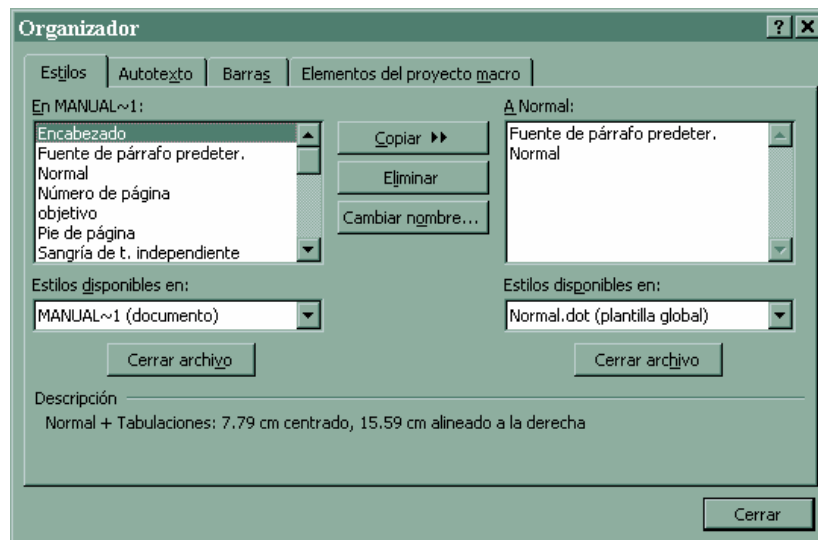 Organizador
Estilos Autotexto Barras Elementos del proyecto macro
En MANUAL~1:
Encabezado
Fuente de párrafo predeter.
Normal
Número de página
objetivo
Pie de página
Sangría de t. independiente
Copiar
Eliminar
Cambiar nombre...
A Normal:
Fuente de párrafo predeter.
Normal
Estilos disponibles en:
MANUAL~1 (documento)
Cerrar archivo
Estilos disponibles en:
Normal.dot (plantilla global)
Cerrar archivo
Descripción
Normal + Tabulaciones: 7.79 cm centrado, 15.59 cm alineado a la derecha
Cerrar